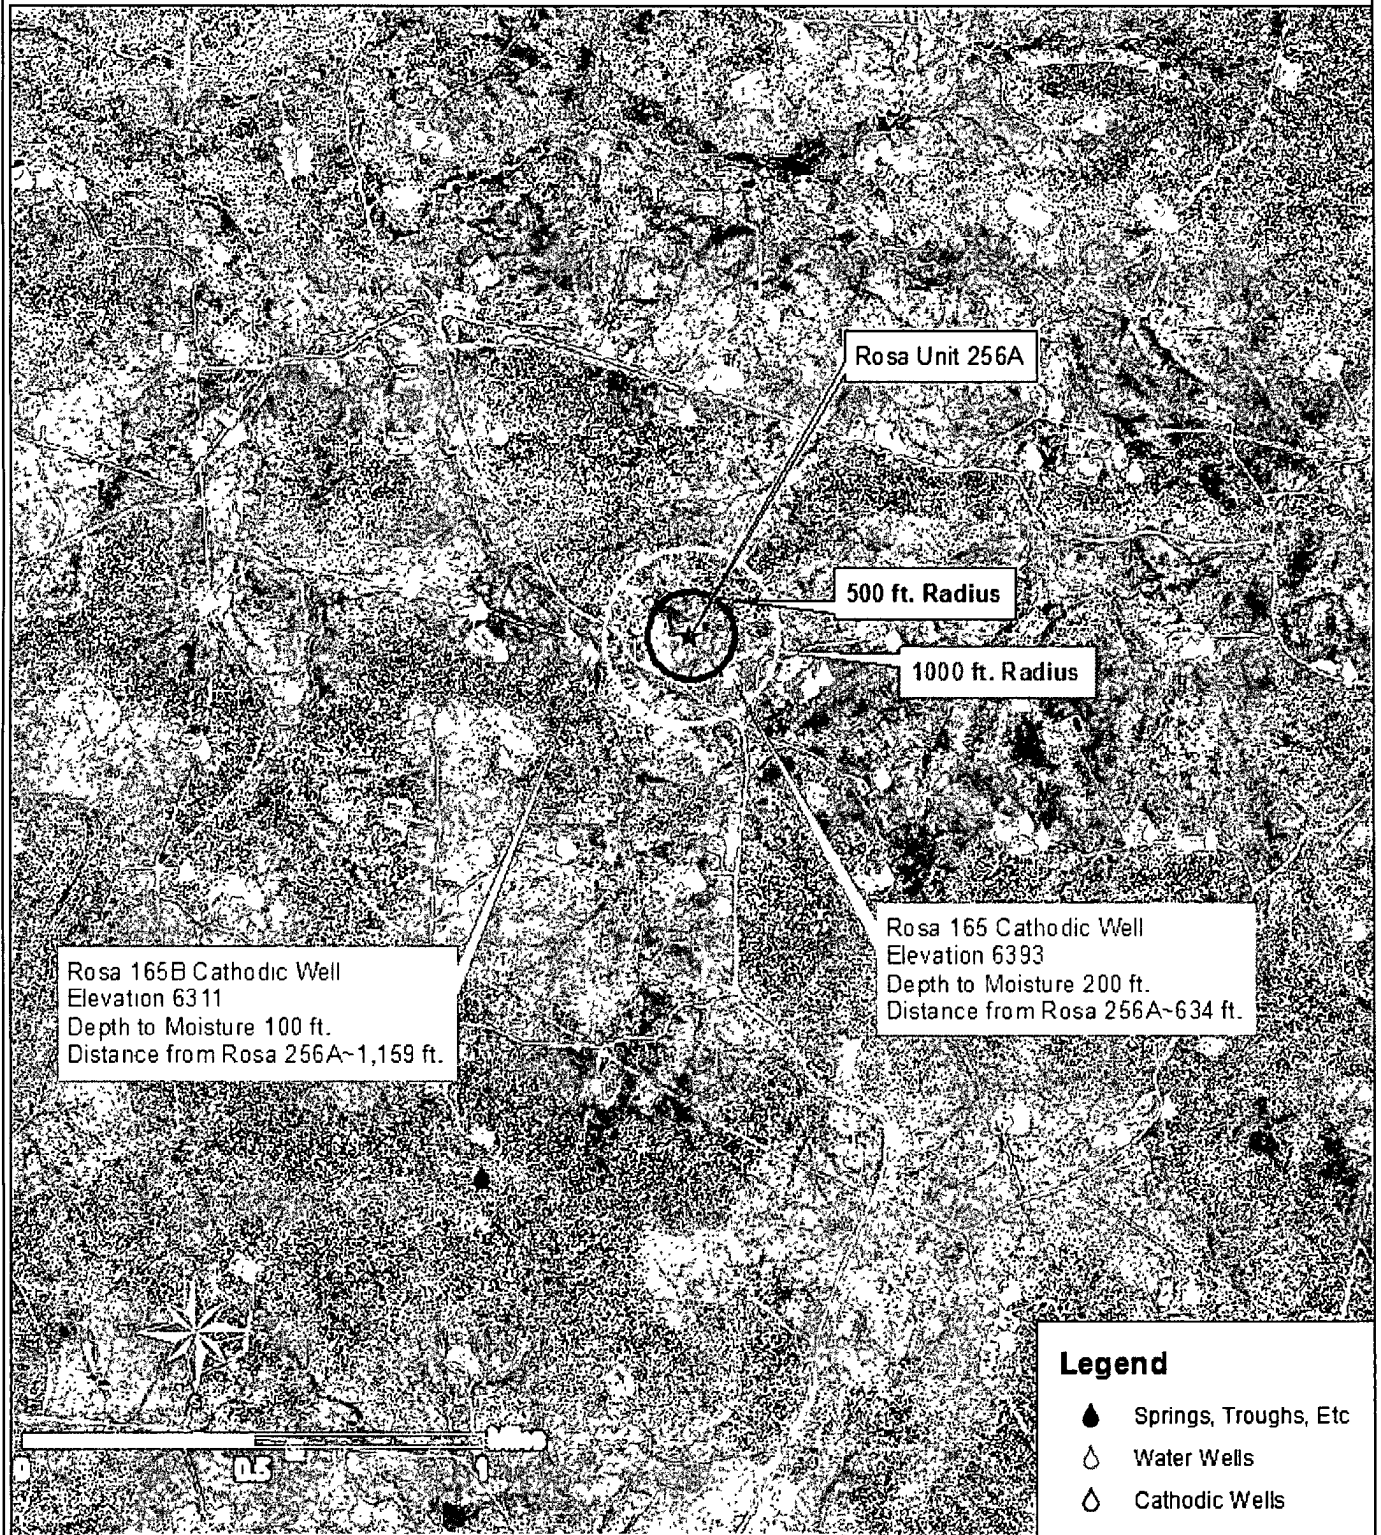 Rosa Unit 256A
500 ft. Radius
1000 ft. Radius
Rosa 165 Cathodic Well
Elevation 6393
Depth to Moisture 200 ft.
Distance from Rosa 256A~634 ft.
Rosa 165B Cathodic Well
Elevation 6311
Depth to Moisture 100 ft.
Distance from Rosa 256A~1,159 ft.
0 0.5 1
Legend
Springs, Troughs, Etc
Water Wells
Cathodic Wells